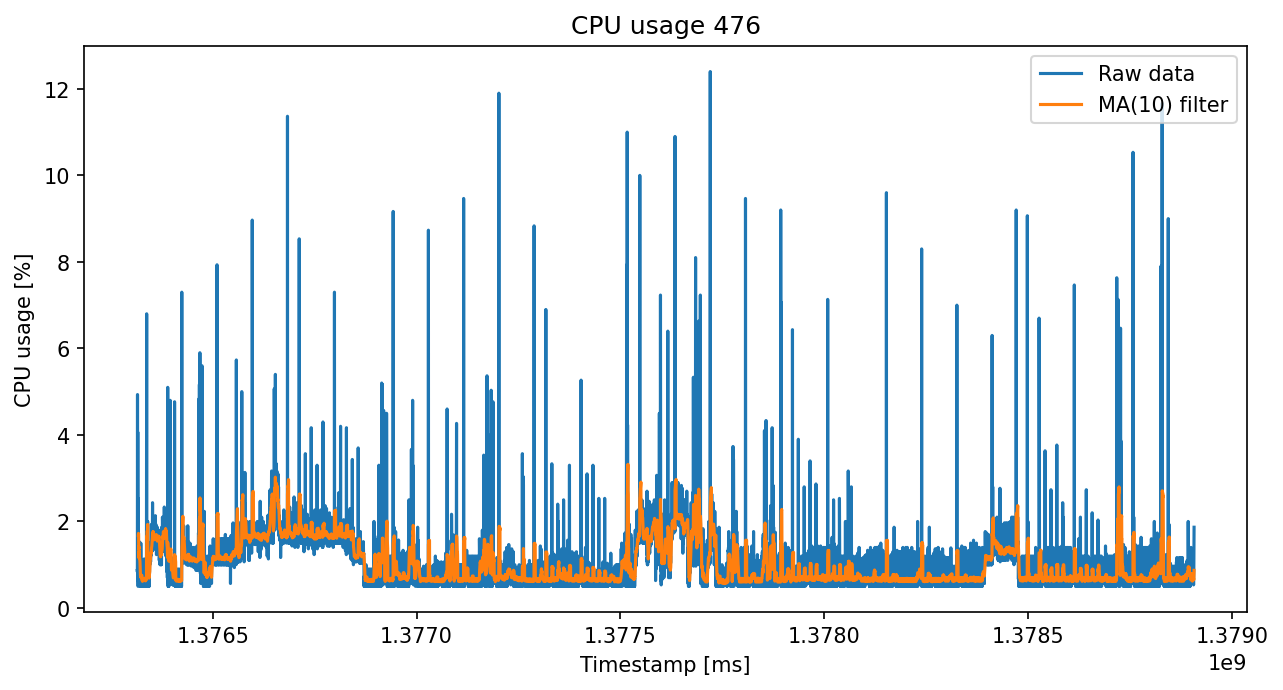 CPU usage 476
Raw data
MA(10) filter
CPU usage [%]
12
10
8
6
4
2
0
1.3765 1.3770 1.3775 1.3780 1.3785 1.3790
1e9
Timestamp [ms]